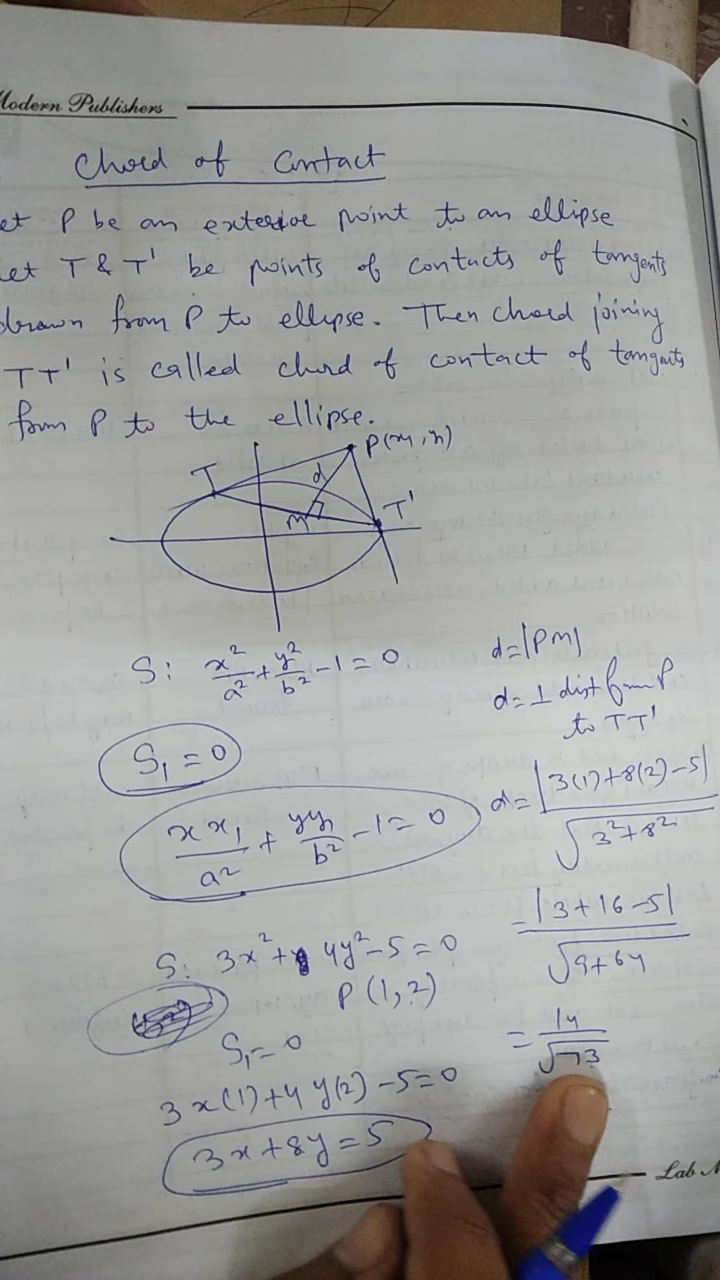 Modern Publishers
Chord of Contact
et P be an exterior point to an ellipse
et T & T' be points of contacts of tangents
drawn from P to ellipse. Then chord joining
TT' is called chord of contact of tangents
from P to the ellipse.
P(x₁, y₁)
T
d
M
T'
S: x²/a² + y²/b² - 1 = 0
S₁ = 0
xx₁/a² + yy₁/b² - 1 = 0
S: 3x² + 4y² - 5 = 0
P (1,2)
S₁ = 0
3x(1) + 4y(2) - 5 = 0
3x + 8y = 5
d = |PM|
d = ⊥ dist from P
to TT'
d = |3(1)+8(2)-5| / √3²+8²
= |3+16-5| / √9+64
= 14/√73
Lab